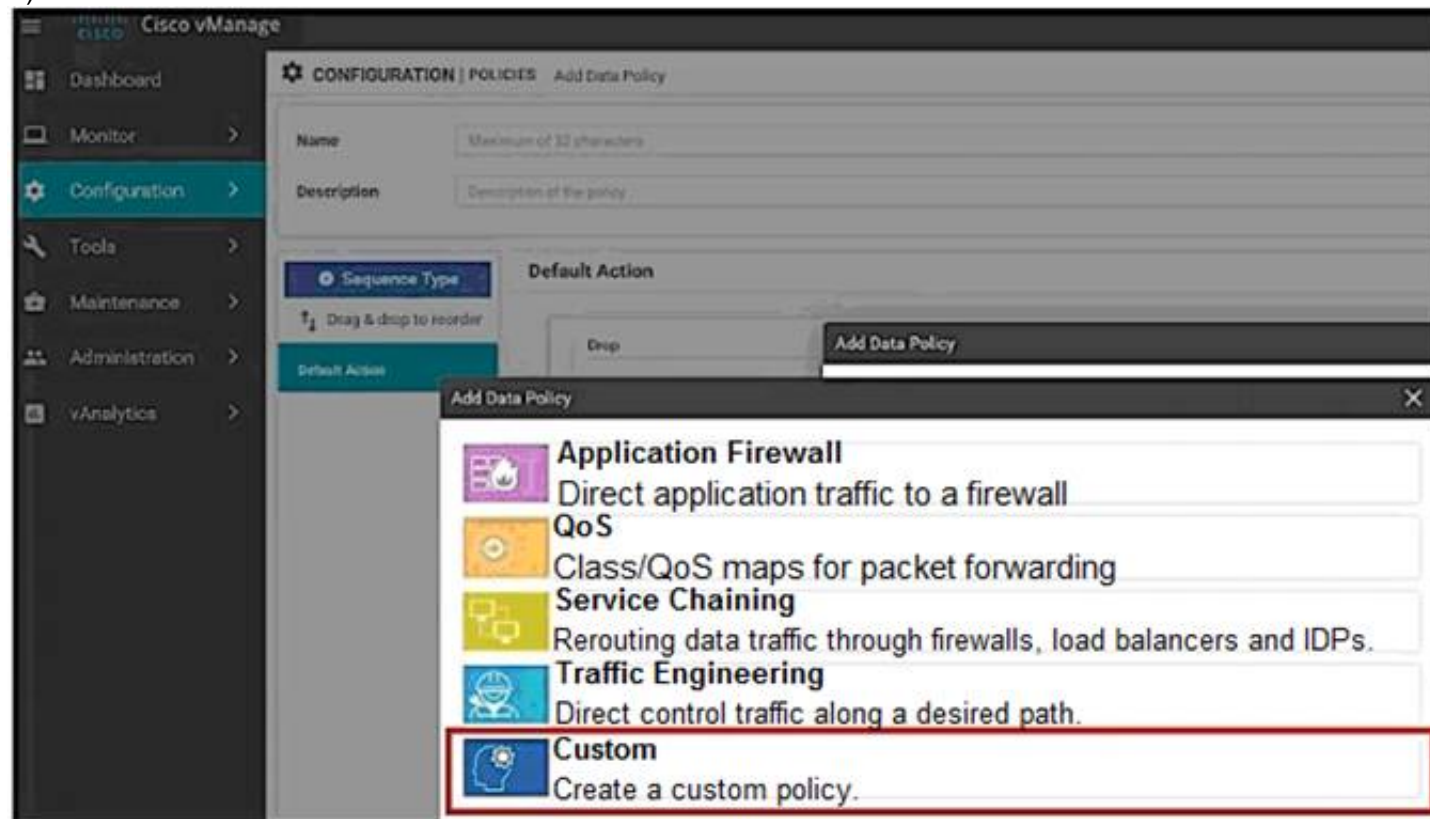 Cisco vManage
CISCO
Dashboard
Monitor
Configuration
Tools
Maintenance
Administration
vAnalytics
CONFIGURATION | POLICIES Add Data Policy
Name Maximum of 32 characters
Description Description of the policy
Sequence Type
Drag & drop to reorder
Default Action
Default Action
Drop
Add Data Policy
Add Data Policy
Application Firewall
Direct application traffic to a firewall
QoS
Class/QoS maps for packet forwarding
Service Chaining
Rerouting data traffic through firewalls, load balancers and IDPs.
Traffic Engineering
Direct control traffic along a desired path.
Custom
Create a custom policy.